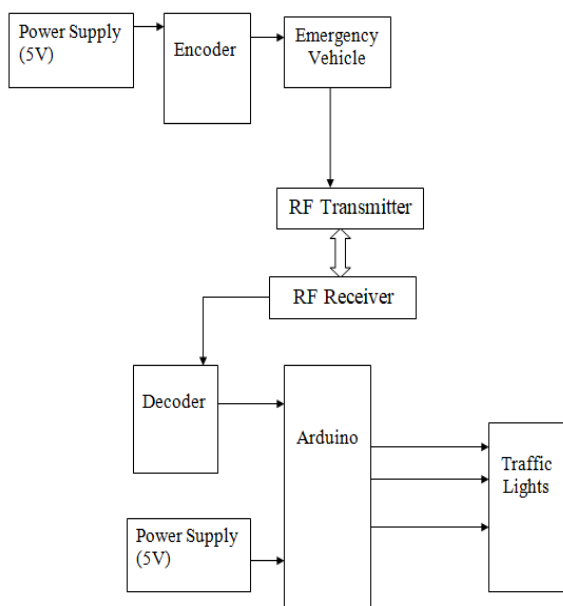 Power Supply
(5V)
Encoder
Emergency
Vehicle
RF Transmitter
RF Receiver
Decoder
Arduino
Traffic
Lights
Power Supply
(5V)